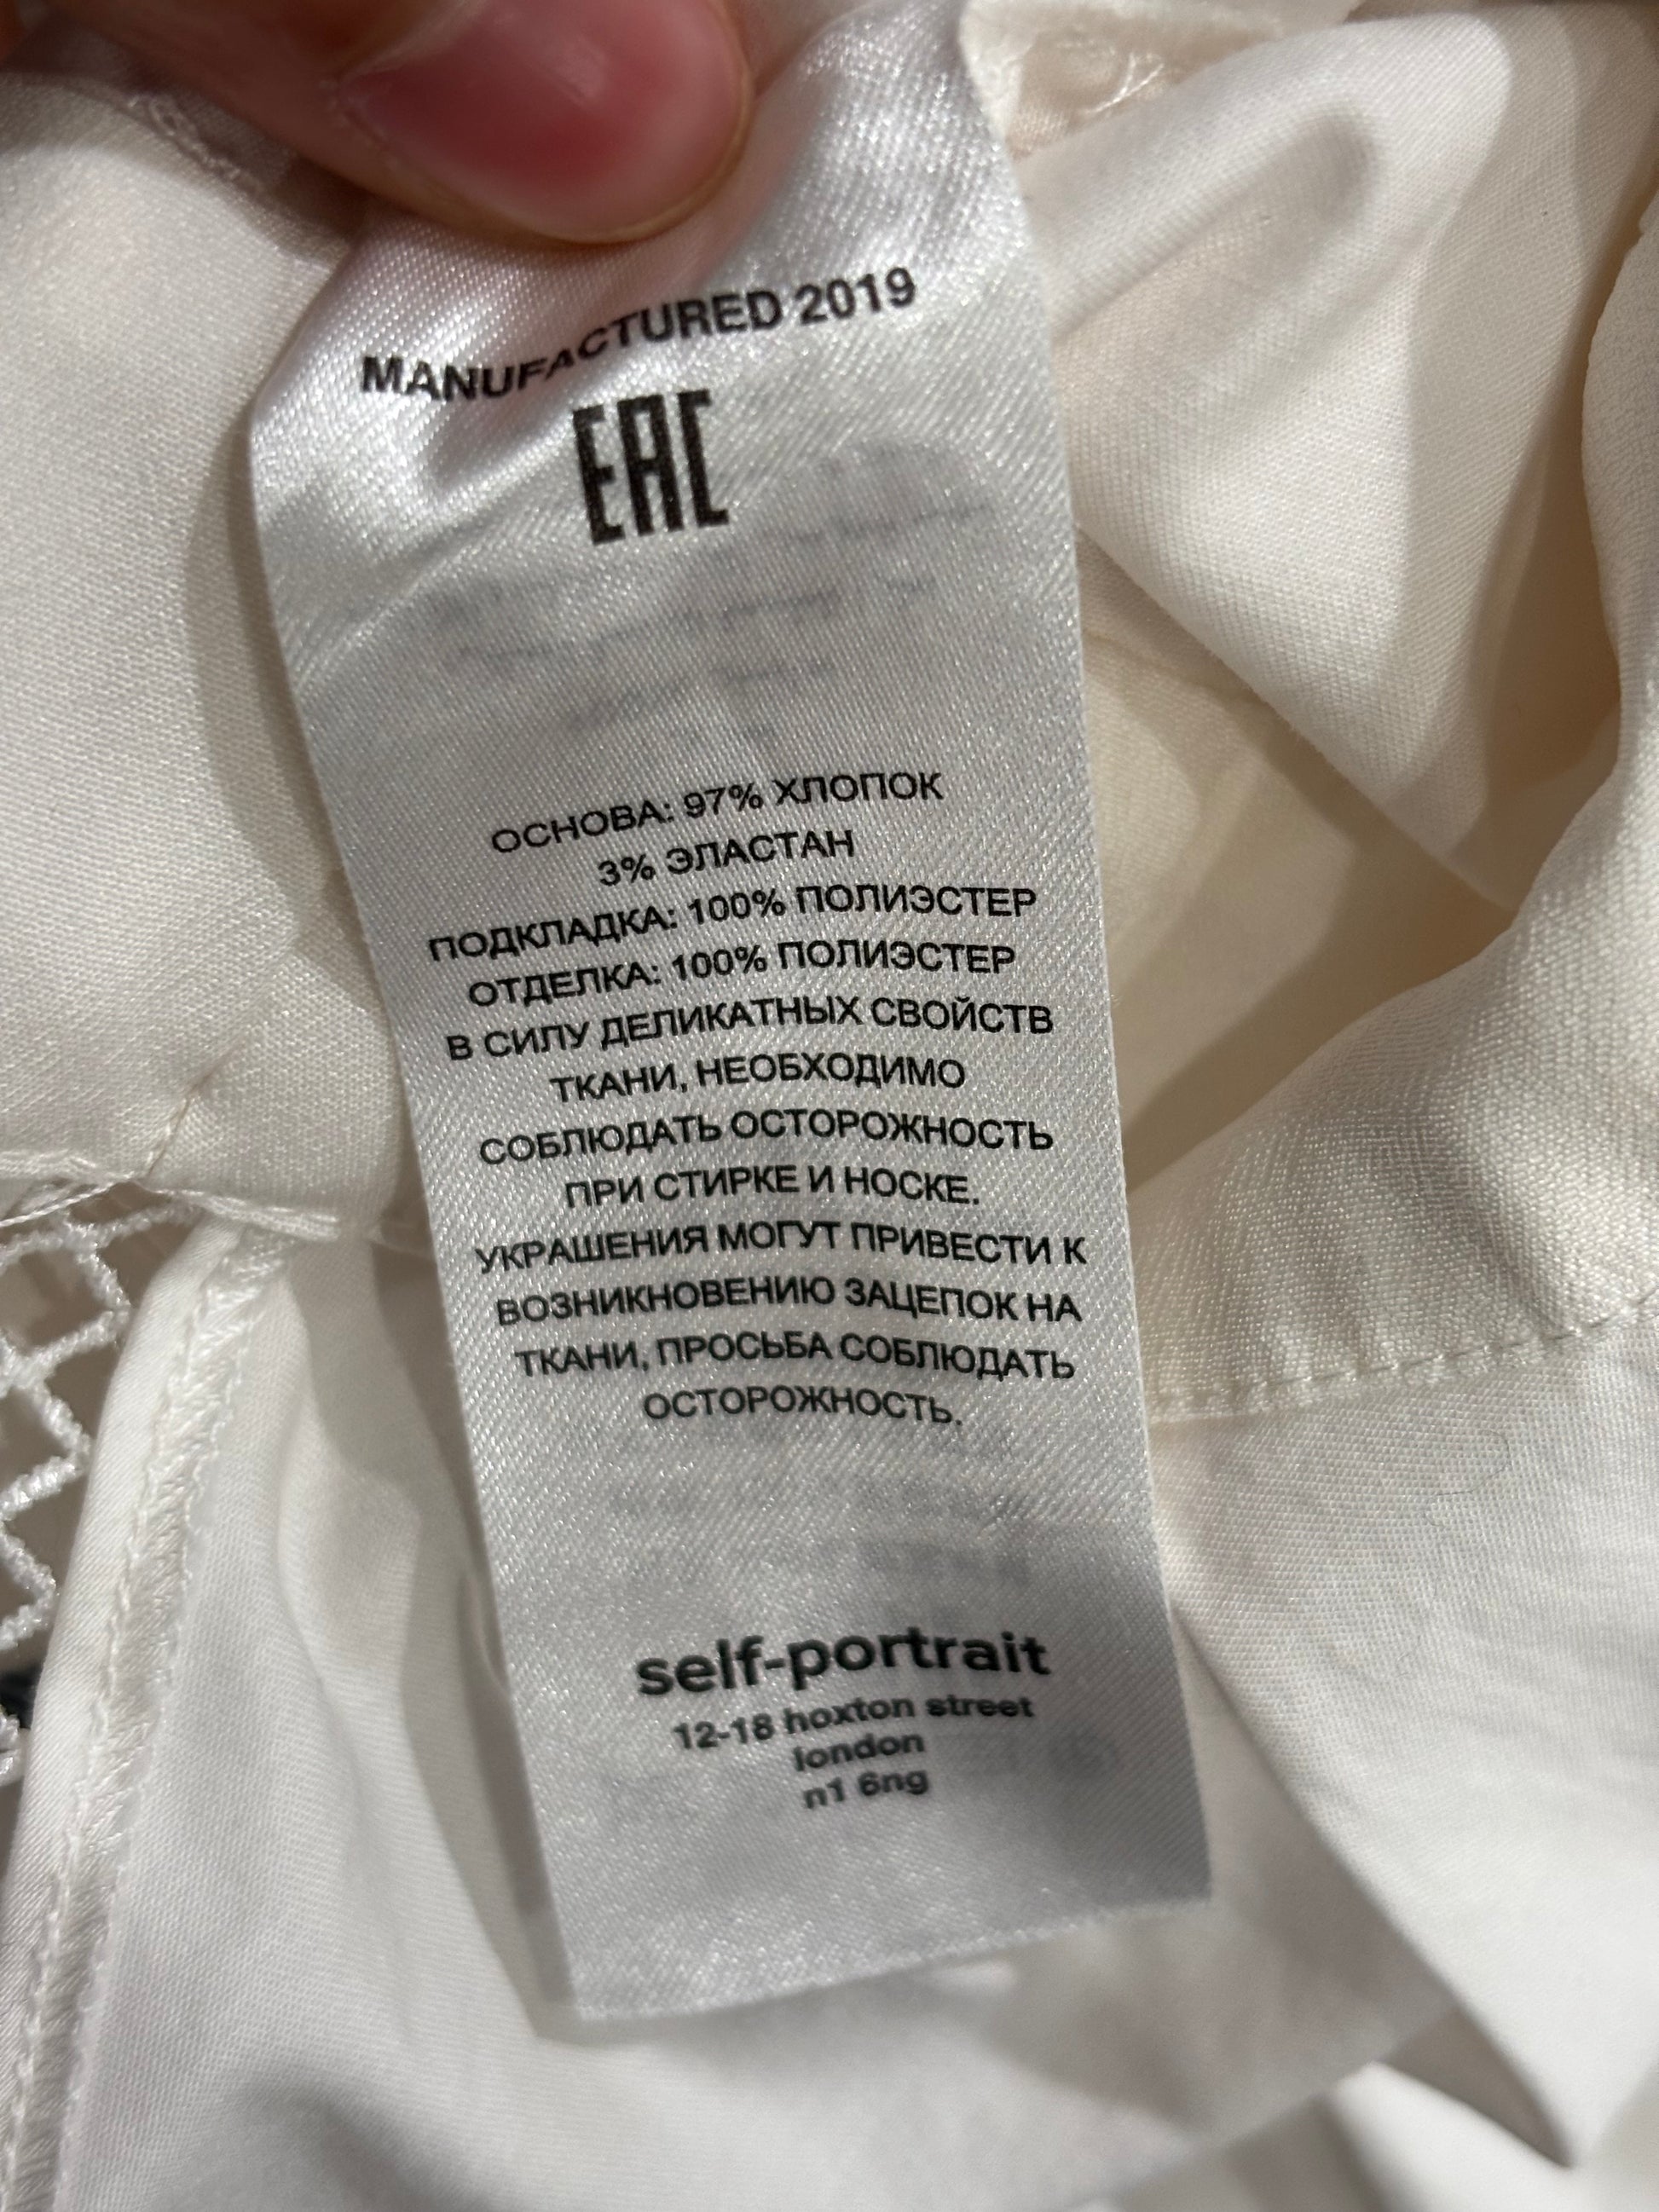 MANUFACTURED 2019
EAC
ОСНОВА: 97% ХЛОПОК
3% ЭЛАСТАН
ПОДКЛАДКА: 100% ПОЛИЭСТЕР
ОТДЕЛКА: 100% ПОЛИЭСТЕР
В СИЛУ ДЕЛИКАТНЫХ СВОЙСТВ
ТКАНИ, НЕОБХОДИМО
СОБЛЮДАТЬ ОСТОРОЖНОСТЬ
ПРИ СТИРКЕ И НОСКЕ.
УКРАШЕНИЯ МОГУТ ПРИВЕСТИ К
ВОЗНИКНОВЕНИЮ ЗАЦЕПОК НА
ТКАНИ, ПРОСЬБА СОБЛЮДАТЬ
ОСТОРОЖНОСТЬ.
self-portrait
12-18 hoxton street
london
n1 6ng